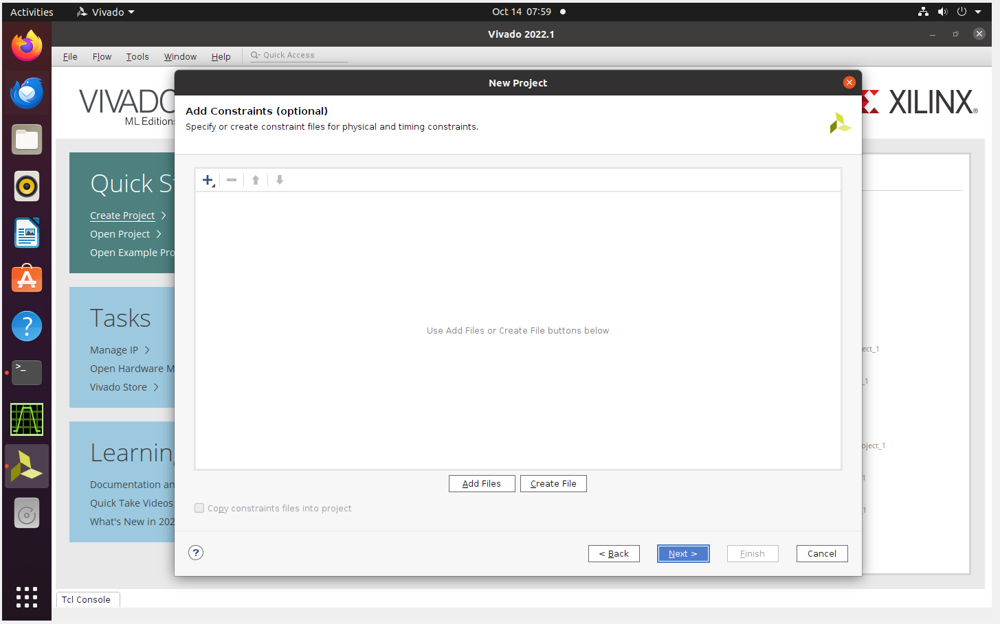 Activities
Vivado
Oct 14 07:59
Vivado 2022.1
File Flow Tools Window Help
Quick Access
VIVADO
ML Editions
XILINX®
New Project
Add Constraints (optional)
Specify or create constraint files for physical and timing constraints.
Quick St
Create Project >
Open Project >
Open Example Pro
Tasks
Manage IP >
Open Hardware M
Vivado Store >
Learning
Documentation an
Quick Take Videos
What's New in 202
Use Add Files or Create File buttons below
ect_1
_1
oject_1
1
_1
Add Files
Create File
Copy constraints files into project
?
< Back
Next >
Finish
Cancel
Tcl Console